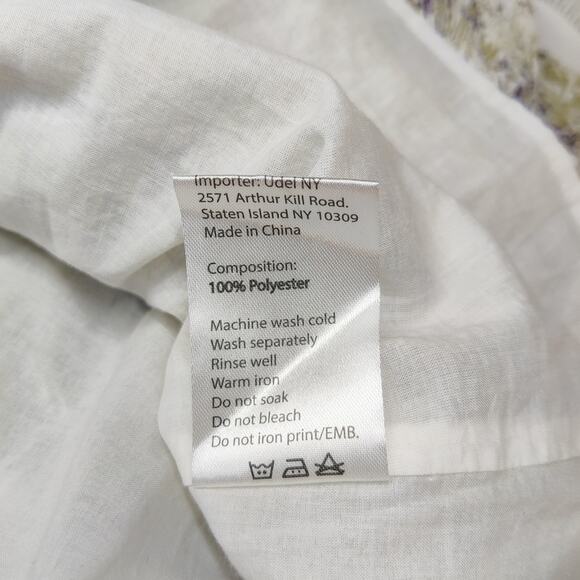 Importer: Udel NY
2571 Arthur Kill Road.
Staten Island NY 10309
Made in China
Composition:
100% Polyester
Machine wash cold
Wash separately
Rinse well
Warm iron
Do not soak
Do not bleach
Do not iron print/EMB.